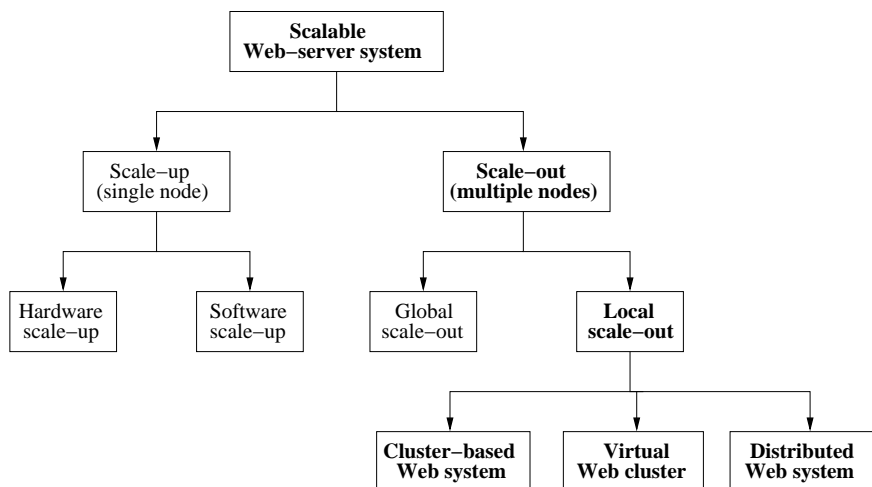 Scalable
Web−server system
Scale−up
(single node)
Scale−out
(multiple nodes)
Hardware
scale−up
Software
scale−up
Global
scale−out
Local
scale−out
Cluster−based
Web system
Virtual
Web cluster
Distributed
Web system